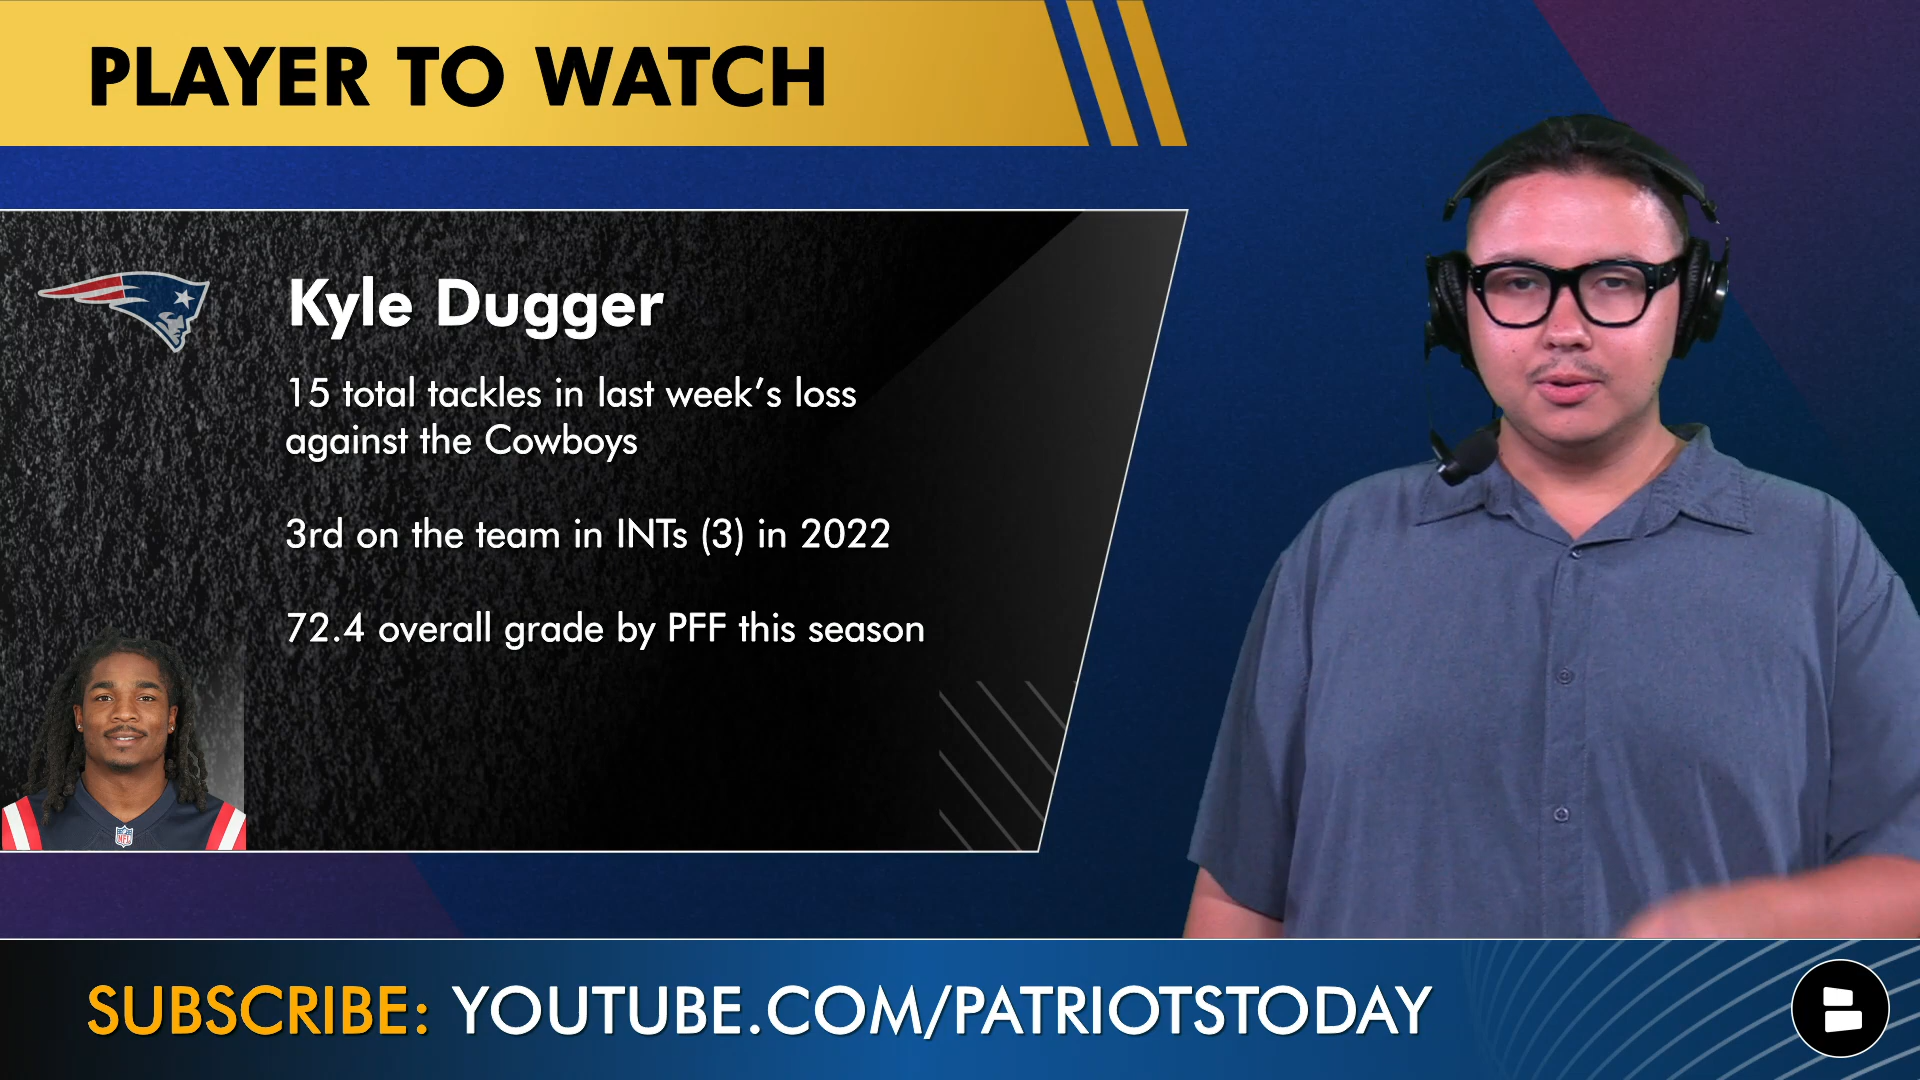 PLAYER TO WATCH
Kyle Dugger
15 total tackles in last week’s loss
against the Cowboys
3rd on the team in INTs (3) in 2022
72.4 overall grade by PFF this season
NFL
SUBSCRIBE: YOUTUBE.COM/PATRIOTSTODAY